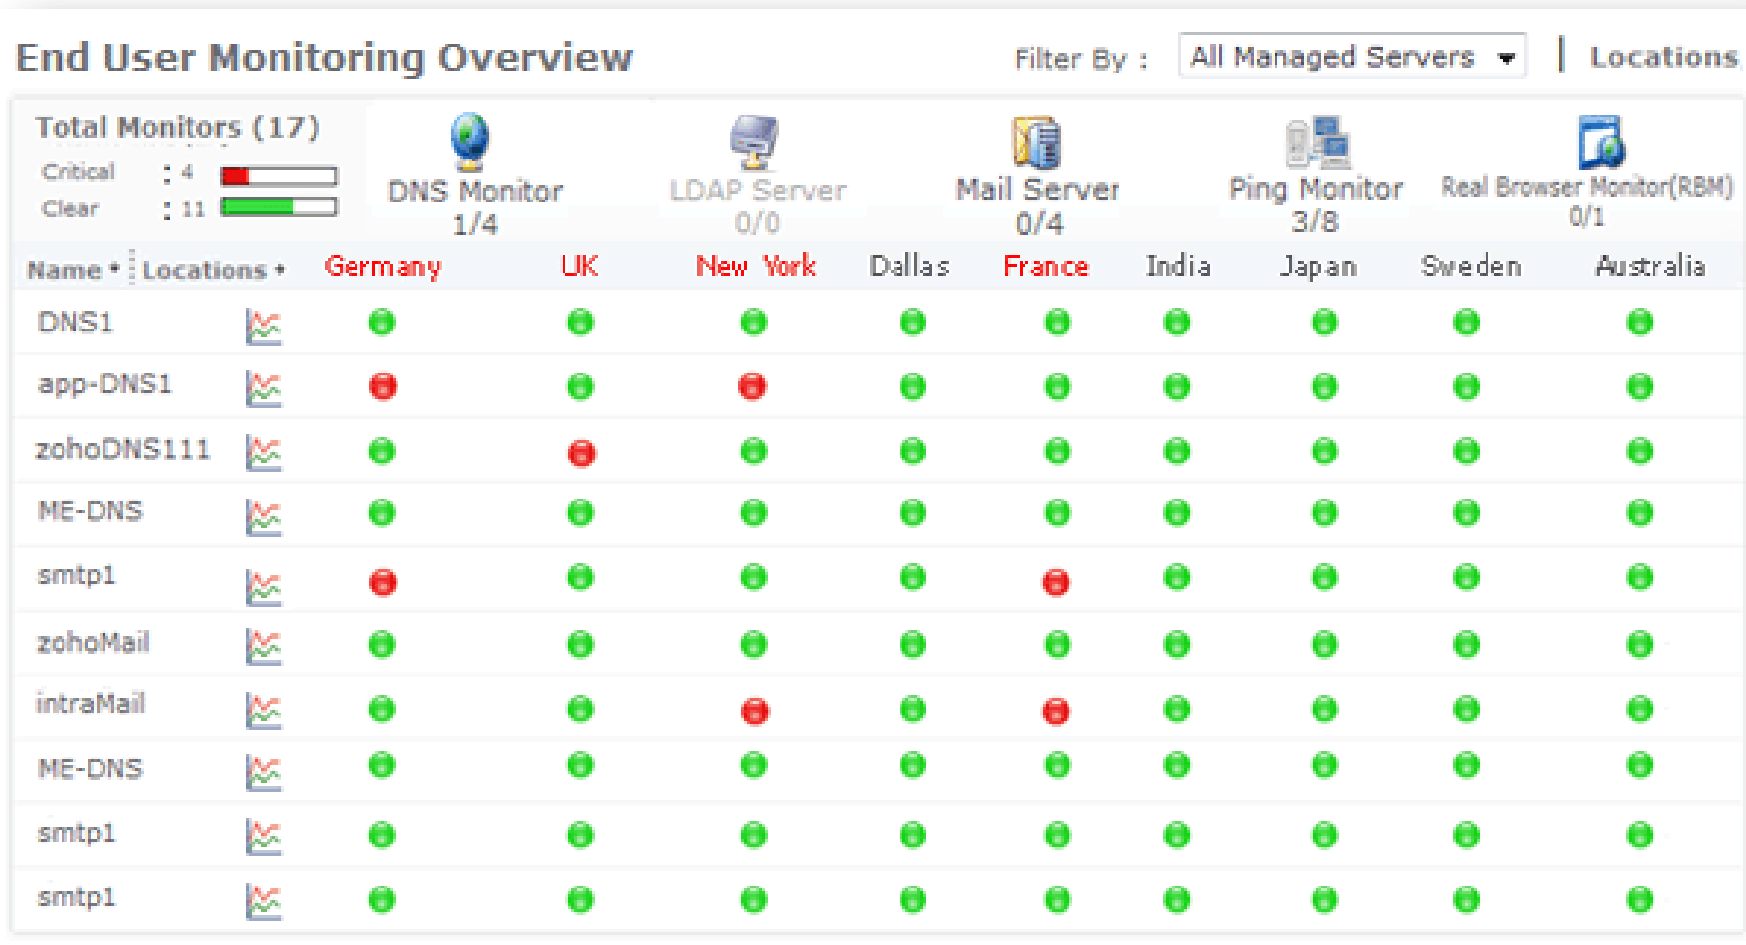 End User Monitoring Overview
Filter By : All Managed Servers | Locations
Total Monitors (17)
Critical : 4
Clear : 11
DNS Monitor
1/4
LDAP Server
0/0
Mail Server
0/4
Ping Monitor
3/8
Real Browser Monitor(RBM)
0/1
Name Locations Germany UK New York Dallas France India Japan Sweden Australia
DNS1
app-DNS1
zohoDNS111
ME-DNS
smtp1
zohoMail
intraMail
ME-DNS
smtp1
smtp1